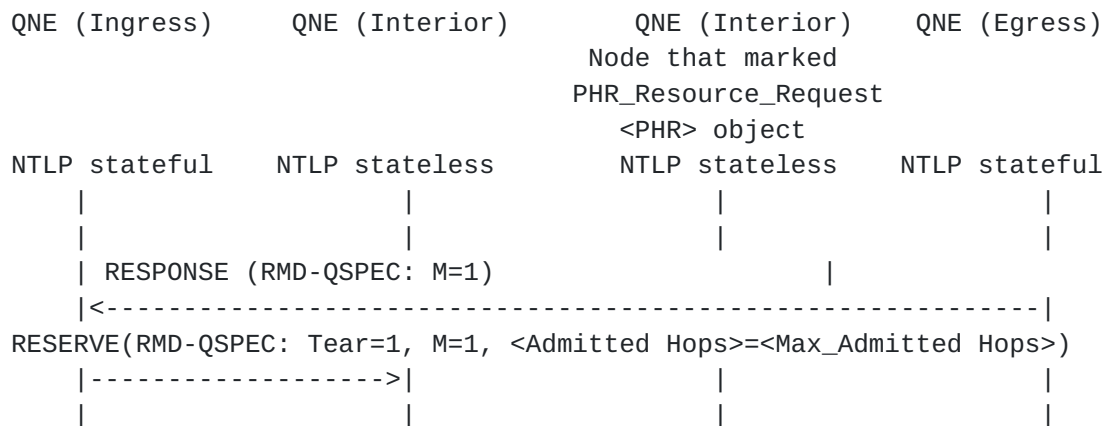 QNE (Ingress)     QNE (Interior)        QNE (Interior)    QNE (Egress)
                                     Node that marked
                                    PHR_Resource_Request
                                       <PHR> object
NTLP stateful    NTLP stateless        NTLP stateless    NTLP stateful
    |                    |                   |                    |
    |                    |                   |                    |
    | RESPONSE (RMD-QSPEC: M=1)                     |
    |<------------------------------------------------------------|
RESERVE(RMD-QSPEC: Tear=1, M=1, <Admitted Hops>=<Max_Admitted Hops>)
    |------------------->|                   |                    |
    |                    |                   |                    |